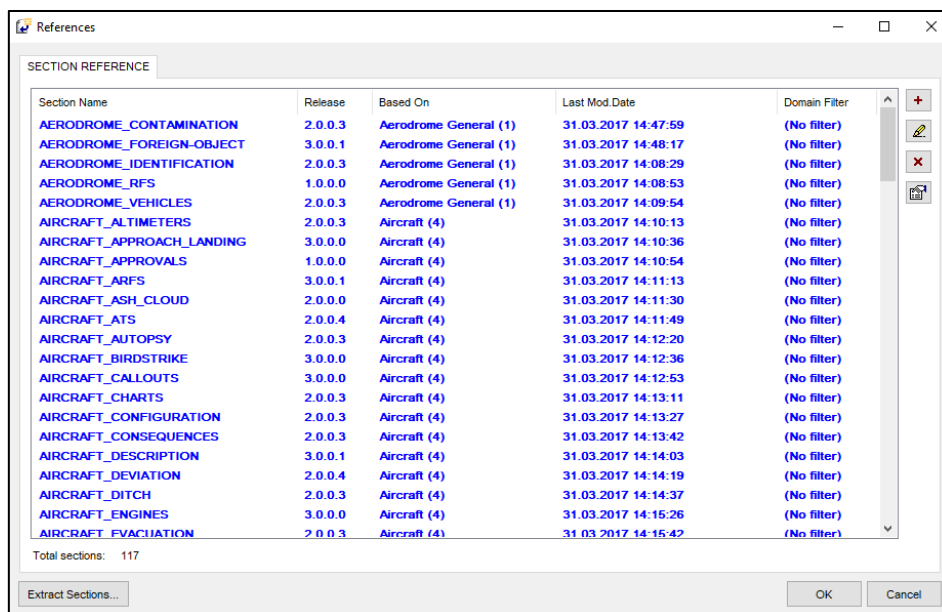 References
SECTION REFERENCE
Section Name Release Based On Last Mod.Date Domain Filter
AERODROME_CONTAMINATION 2.0.0.3 Aerodrome General (1) 31.03.2017 14:47:59 (No filter)
AERODROME_FOREIGN-OBJECT 3.0.0.1 Aerodrome General (1) 31.03.2017 14:48:17 (No filter)
AERODROME_IDENTIFICATION 2.0.0.3 Aerodrome General (1) 31.03.2017 14:08:29 (No filter)
AERODROME_RFS 1.0.0.0 Aerodrome General (1) 31.03.2017 14:08:53 (No filter)
AERODROME_VEHICLES 2.0.0.3 Aerodrome General (1) 31.03.2017 14:09:54 (No filter)
AIRCRAFT_ALTIMETERS 2.0.0.3 Aircraft (4) 31.03.2017 14:10:13 (No filter)
AIRCRAFT_APPROACH_LANDING 3.0.0.0 Aircraft (4) 31.03.2017 14:10:36 (No filter)
AIRCRAFT_APPROVALS 1.0.0.0 Aircraft (4) 31.03.2017 14:10:54 (No filter)
AIRCRAFT_ARFS 3.0.0.1 Aircraft (4) 31.03.2017 14:11:13 (No filter)
AIRCRAFT_ASH_CLOUD 2.0.0.0 Aircraft (4) 31.03.2017 14:11:30 (No filter)
AIRCRAFT_ATS 2.0.0.4 Aircraft (4) 31.03.2017 14:11:49 (No filter)
AIRCRAFT_AUTOPSY 2.0.0.3 Aircraft (4) 31.03.2017 14:12:20 (No filter)
AIRCRAFT_BIRDSTRIKE 3.0.0.0 Aircraft (4) 31.03.2017 14:12:36 (No filter)
AIRCRAFT_CALLOUTS 3.0.0.0 Aircraft (4) 31.03.2017 14:12:53 (No filter)
AIRCRAFT_CHARTS 2.0.0.3 Aircraft (4) 31.03.2017 14:13:11 (No filter)
AIRCRAFT_CONFIGURATION 2.0.0.3 Aircraft (4) 31.03.2017 14:13:27 (No filter)
AIRCRAFT_CONSEQUENCES 2.0.0.3 Aircraft (4) 31.03.2017 14:13:42 (No filter)
AIRCRAFT_DESCRIPTION 3.0.0.1 Aircraft (4) 31.03.2017 14:14:03 (No filter)
AIRCRAFT_DEVIATION 2.0.0.4 Aircraft (4) 31.03.2017 14:14:19 (No filter)
AIRCRAFT_DITCH 2.0.0.3 Aircraft (4) 31.03.2017 14:14:37 (No filter)
AIRCRAFT_ENGINES 3.0.0.0 Aircraft (4) 31.03.2017 14:15:26 (No filter)
AIRCRAFT_EVACUATION 2.0.0.3 Aircraft (4) 31.03.2017 14:15:42 (No filter)
Total sections: 117
Extract Sections... OK Cancel